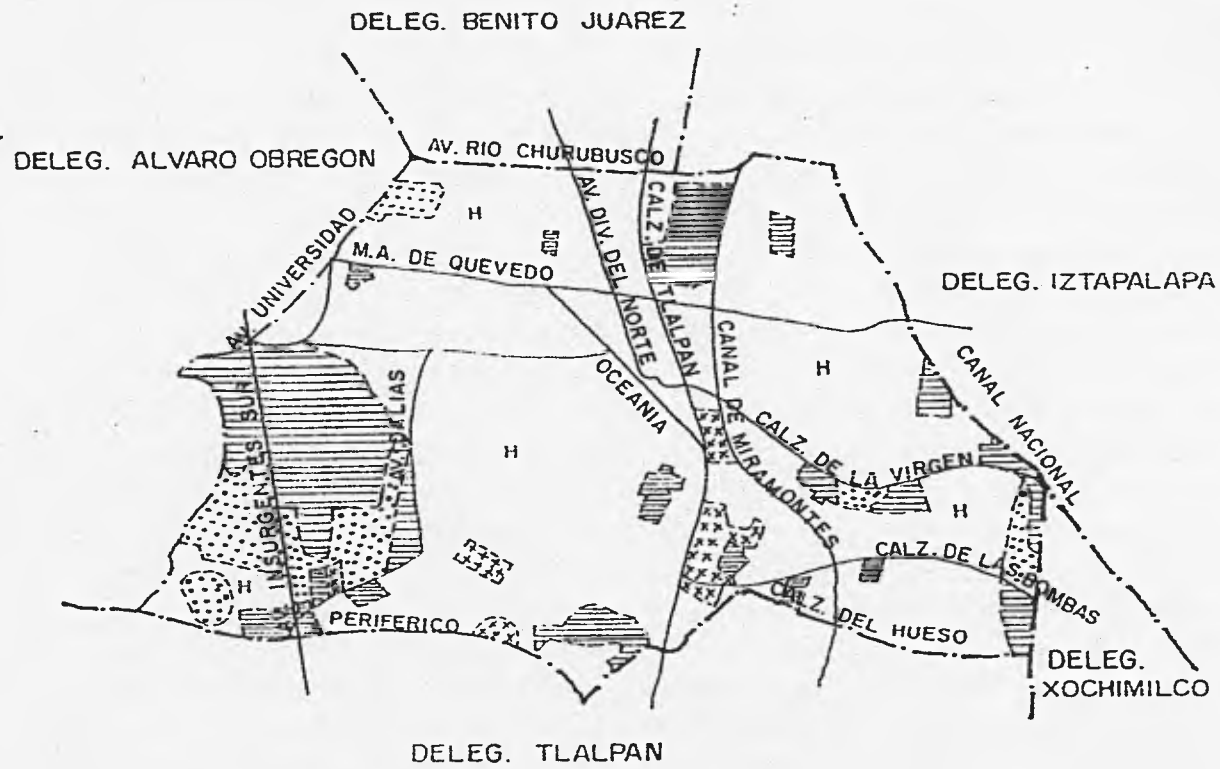 DELEG. BENITO JUAREZ
DELEG. ALVARO OBREGON
AV. RIO CHURUBUSCO
AV. UNIVERSIDAD
H
M.A. DE QUEVEDO
AV. DIV. DEL NORTE
CALZ. DE TLALPAN
DELEG. IZTAPALAPA
CANAL NACIONAL
H
OCEANIA
CANAL DE MIRAMONTES
INSURGENTES SUR
AV. DALIAS
H
CALZ. DE LA VIRGEN
H
CALZ. DE LAS BOMBAS
H
PERIFERICO
CALZ. DEL HUESO
DELEG.
XOCHIMILCO
DELEG. TLALPAN